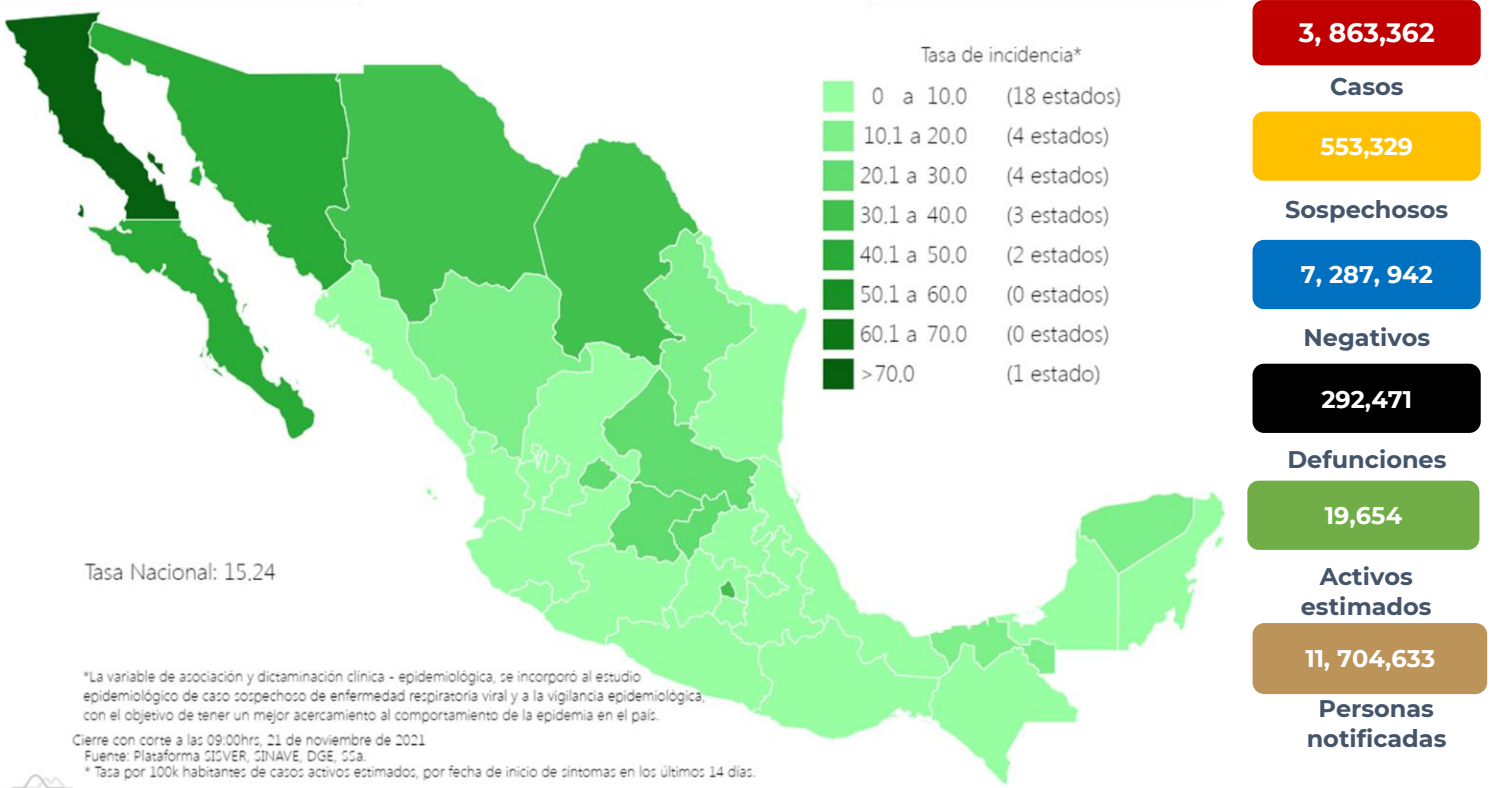 Tasa de incidencia*
0 a 10,0 (18 estados)
10,1 a 20,0 (4 estados)
20,1 a 30,0 (4 estados)
30,1 a 40,0 (3 estados)
40,1 a 50,0 (2 estados)
50,1 a 60,0 (0 estados)
60,1 a 70,0 (0 estados)
>70,0 (1 estado)
Tasa Nacional: 15,24
*La variable de asociación y dictaminación clínica - epidemiológica, se incorporó al estudio
epidemiológico de caso sospechoso de enfermedad respiratoria viral y a la vigilancia epidemiológica,
con el objetivo de tener un mejor acercamiento al comportamiento de la epidemia en el país.
Cierre con corte a las 09:00hrs, 21 de noviembre de 2021
Fuente: Plataforma SISVER, SINAVE, DGE, SSa.
* Tasa por 100k habitantes de casos activos estimados, por fecha de inicio de síntomas en los últimos 14 días.
3, 863,362
Casos
553,329
Sospechosos
7, 287, 942
Negativos
292,471
Defunciones
19,654
Activos
estimados
11, 704,633
Personas
notificadas